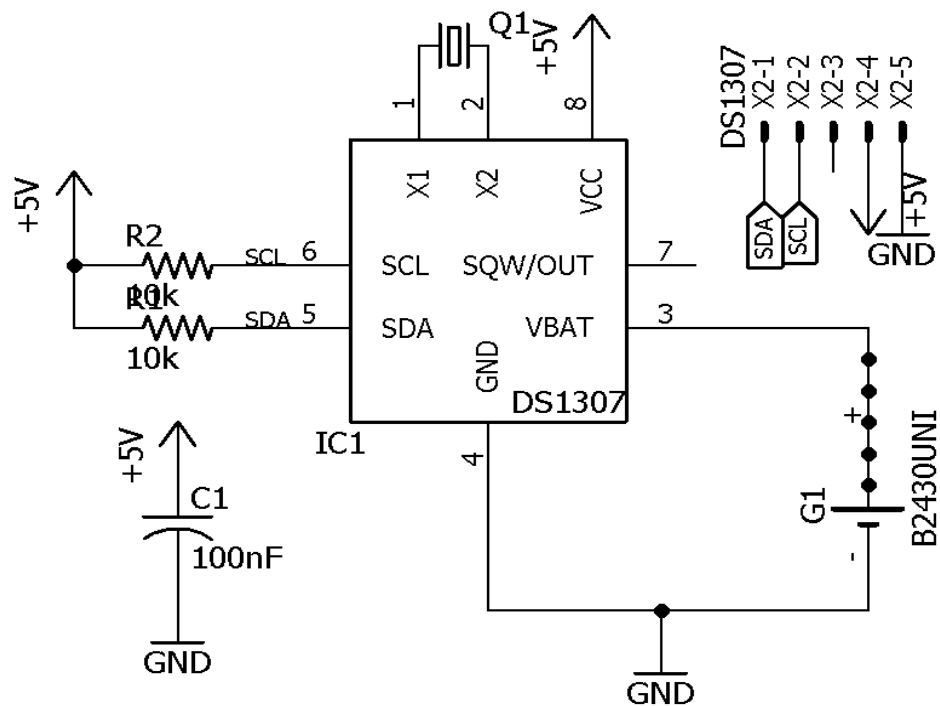 Q1
+5V
1
2
8
DS1307
X2-1
X2-2
X2-3
X2-4
X2-5
X1
X2
VCC
+5V
SDA
SCL
+5V
GND
R2
10k
SCL
6
SCL
SQW/OUT
7
R1
10k
SDA
5
SDA
VBAT
3
GND
DS1307
IC1
4
+5V
C1
100nF
GND
+
G1
B2430UNI
-
GND